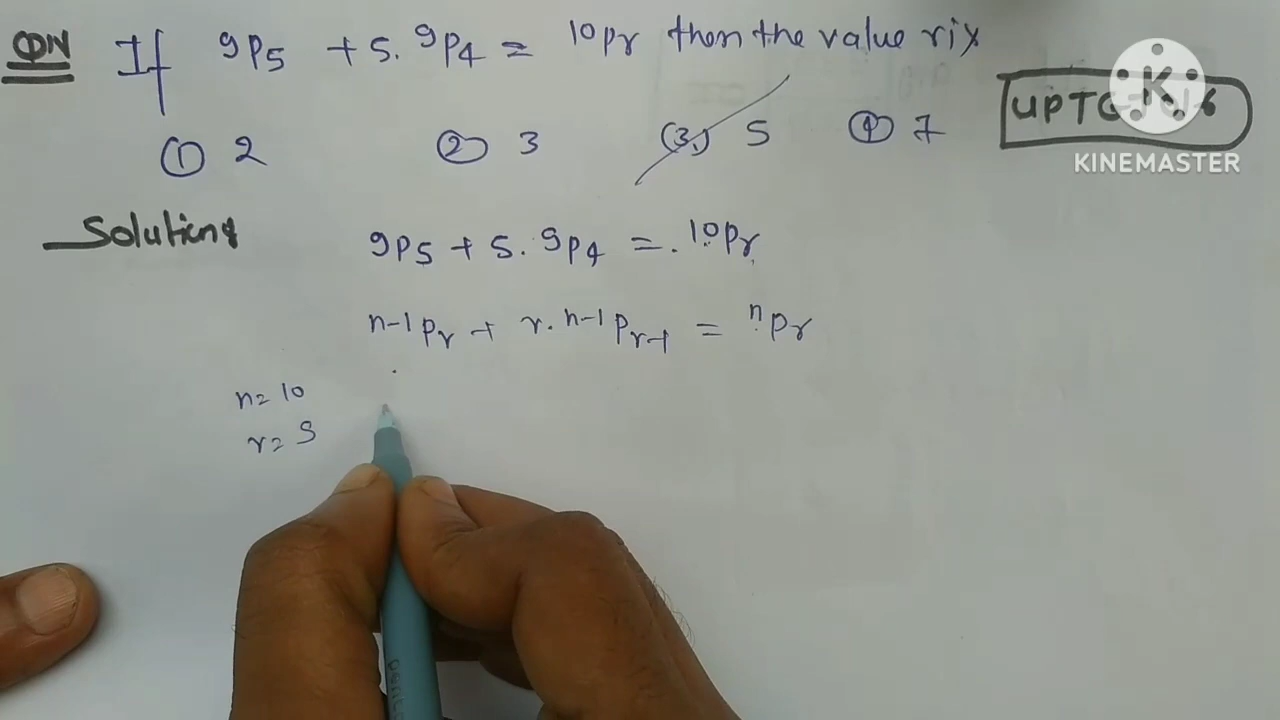 QN If 9P5 + 5. 9P4 = 10Pr then the value r is
① 2 ② 3 (3.) 5 ④ 7
KINEMASTER
Solution:
9P5 + 5. 9P4 = . 10Pr
n-1Pr + r. n-1Pr-1 = nPr
n = 10
r = 5